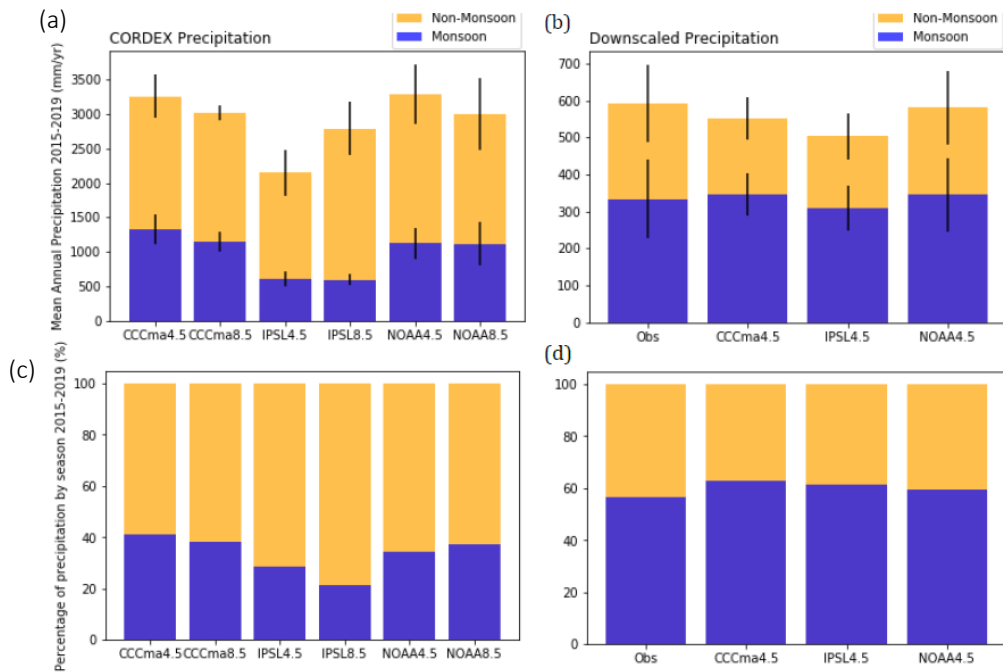 (a)
CORDEX Precipitation
Non-Monsoon
Monsoon
Mean Annual Precipitation 2015-2019 (mm/yr)
3500
3000
2500
2000
1500
1000
500
0
CCCma4.5 CCCma8.5 IPSL4.5 IPSL8.5 NOAA4.5 NOAA8.5
(b)
Downscaled Precipitation
Non-Monsoon
Monsoon
700
600
500
400
300
200
100
0
Obs CCCma4.5 IPSL4.5 NOAA4.5
(c)
Percentage of precipitation by season 2015-2019 (%)
100
80
60
40
20
0
CCCma4.5 CCCma8.5 IPSL4.5 IPSL8.5 NOAA4.5 NOAA8.5
(d)
100
80
60
40
20
0
Obs CCCma4.5 IPSL4.5 NOAA4.5